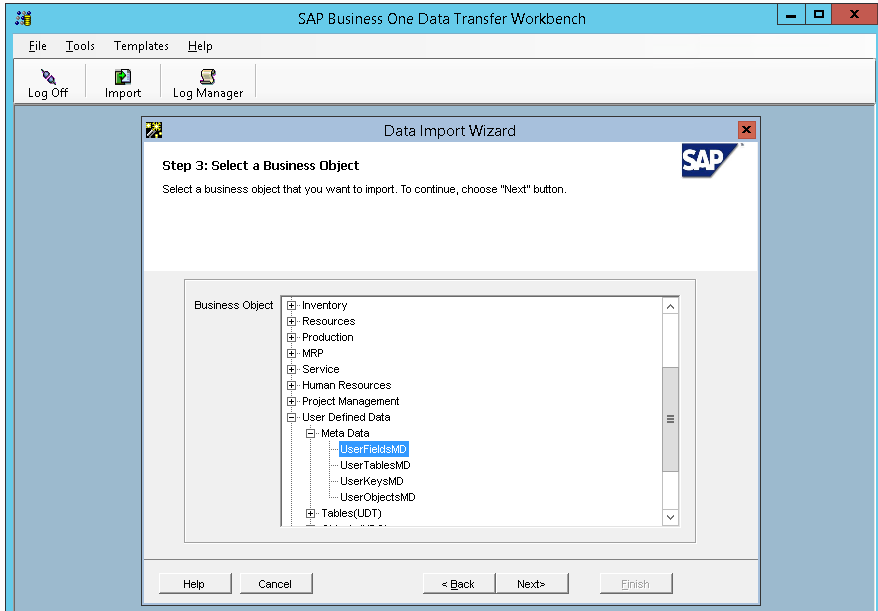 SAP Business One Data Transfer Workbench
File Tools Templates Help
Log Off Import Log Manager
Data Import Wizard
Step 3: Select a Business Object
SAP
Select a business object that you want to import. To continue, choose "Next" button.
Business Object
Inventory
Resources
Production
MRP
Service
Human Resources
Project Management
User Defined Data
Meta Data
UserFieldsMD
UserTablesMD
UserKeysMD
UserObjectsMD
Tables(UDT)
Help Cancel < Back Next> Finish